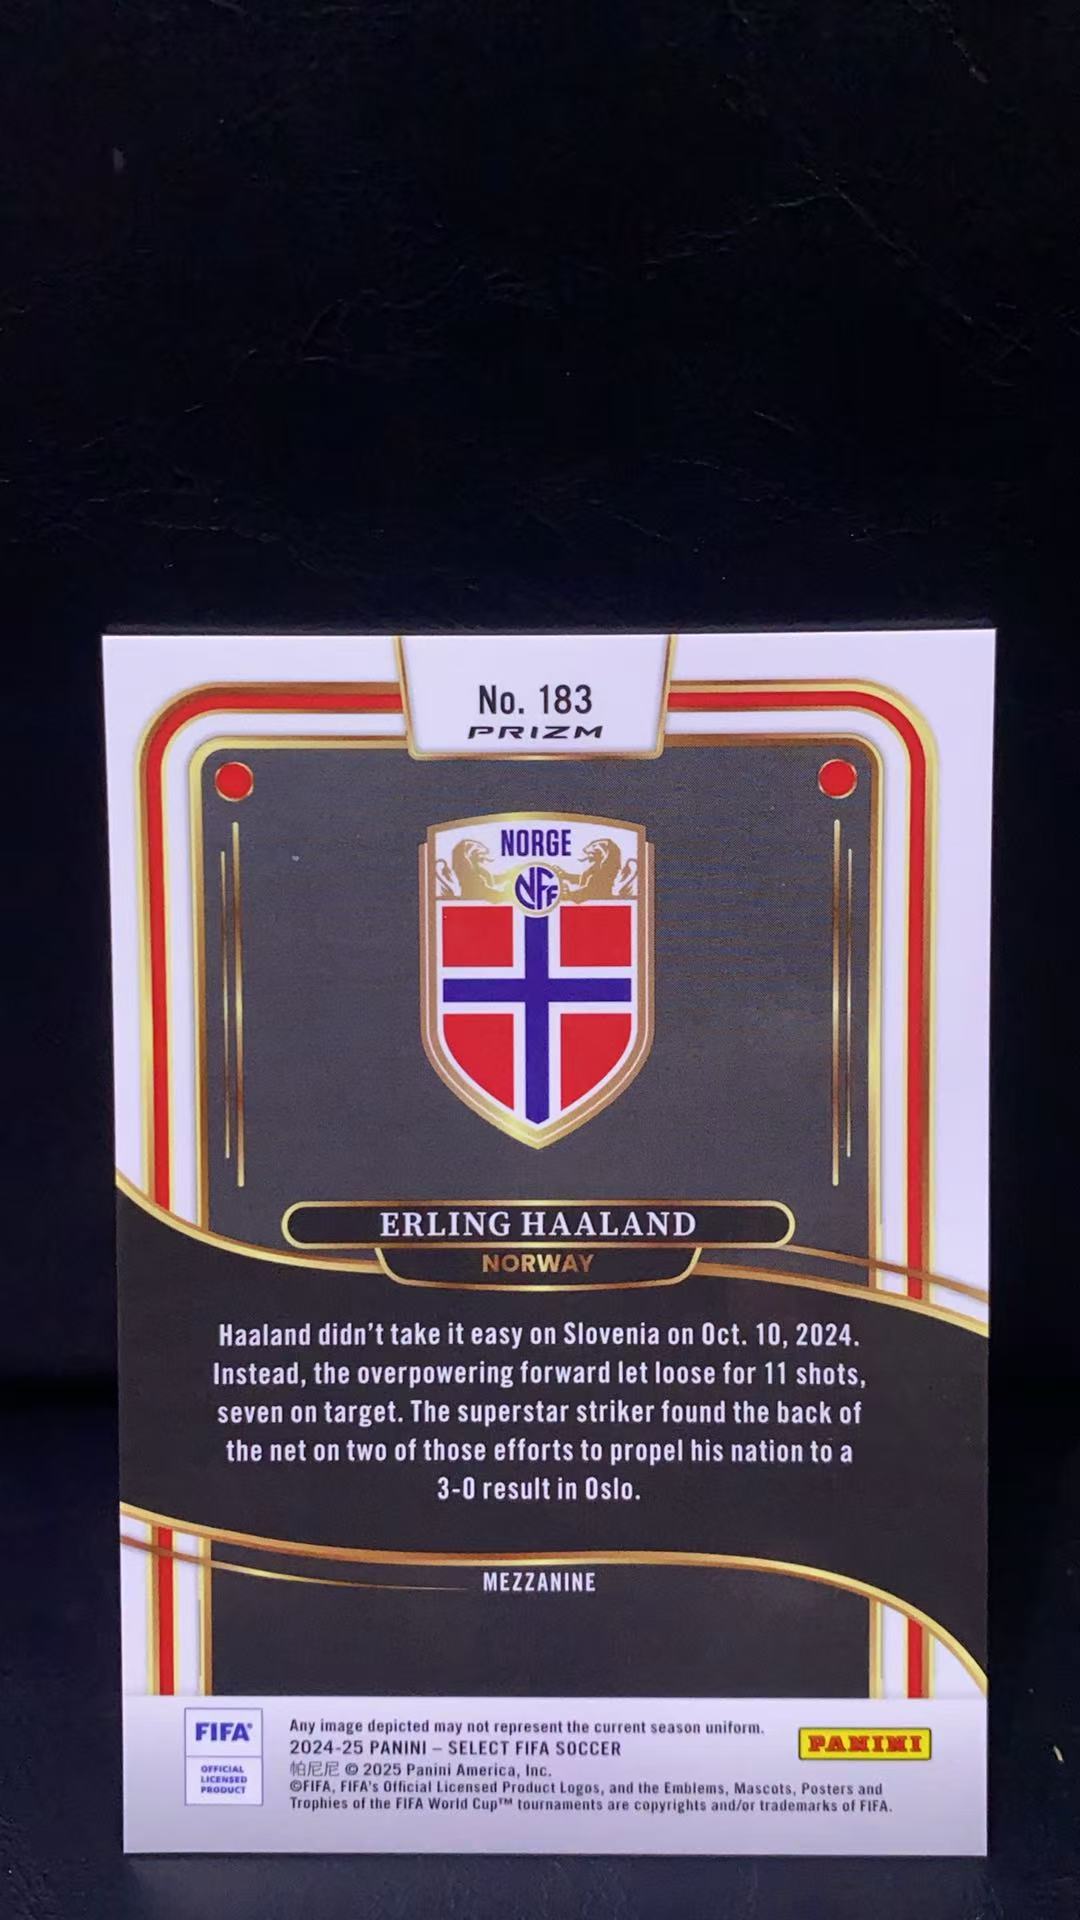 No. 183
PRIZM
NORGE
NFF
ERLING HAALAND
NORWAY
Haaland didn't take it easy on Slovenia on Oct. 10, 2024.
Instead, the overpowering forward let loose for 11 shots,
seven on target. The superstar striker found the back of
the net on two of those efforts to propel his nation to a
3-0 result in Oslo.
MEZZANINE
FIFA®
OFFICIAL
LICENSED
PRODUCT
Any image depicted may not represent the current season uniform.
2024-25 PANINI – SELECT FIFA SOCCER
帕尼尼 © 2025 Panini America, Inc.
©FIFA, FIFA's Official Licensed Product Logos, and the Emblems, Mascots, Posters and
Trophies of the FIFA World Cup™ tournaments are copyrights and/or trademarks of FIFA.
PANINI